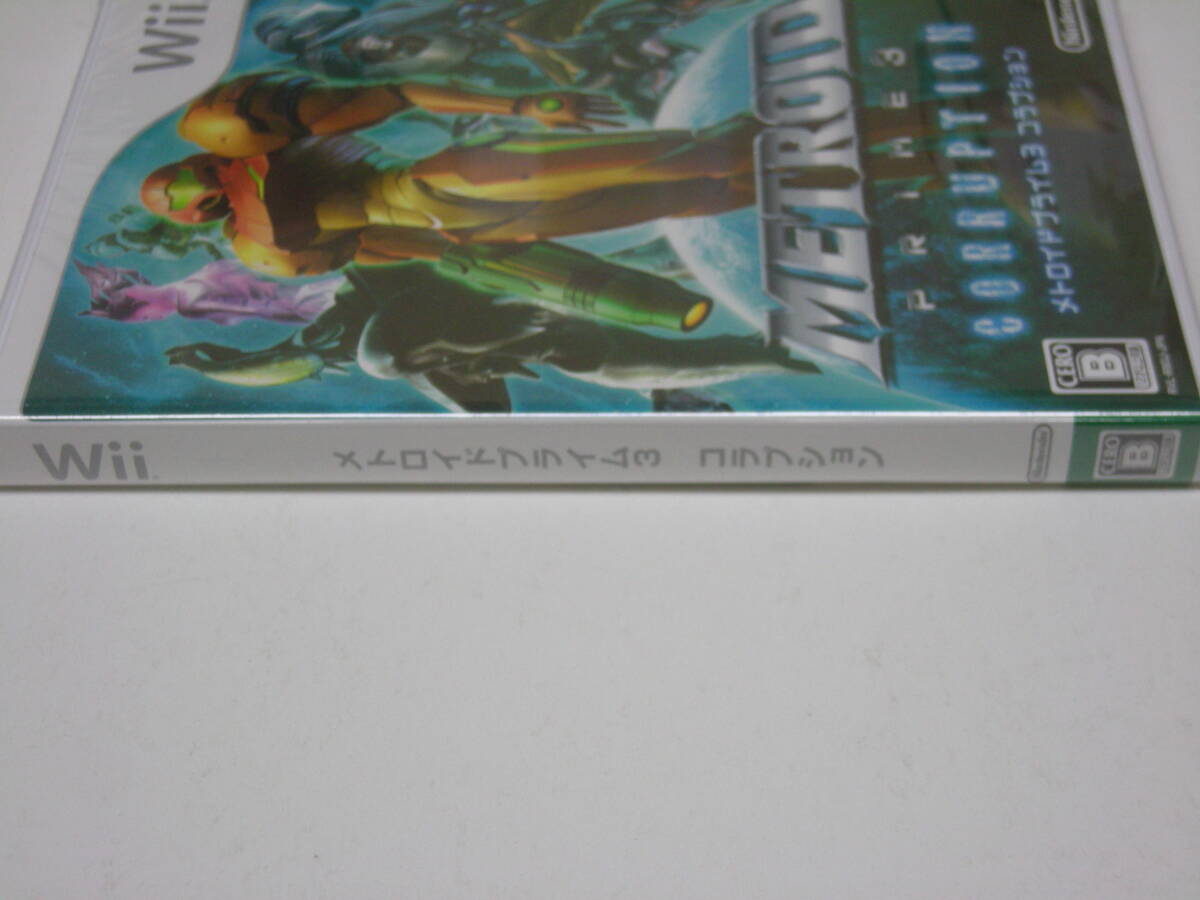 Wii
METROID
PRIME 3
CORRUPTION
メトロイドプライム3 コラプション
Nintendo
CERO
B
Wii
メトロイドプライム3 コラプション
Nintendo
CERO
B